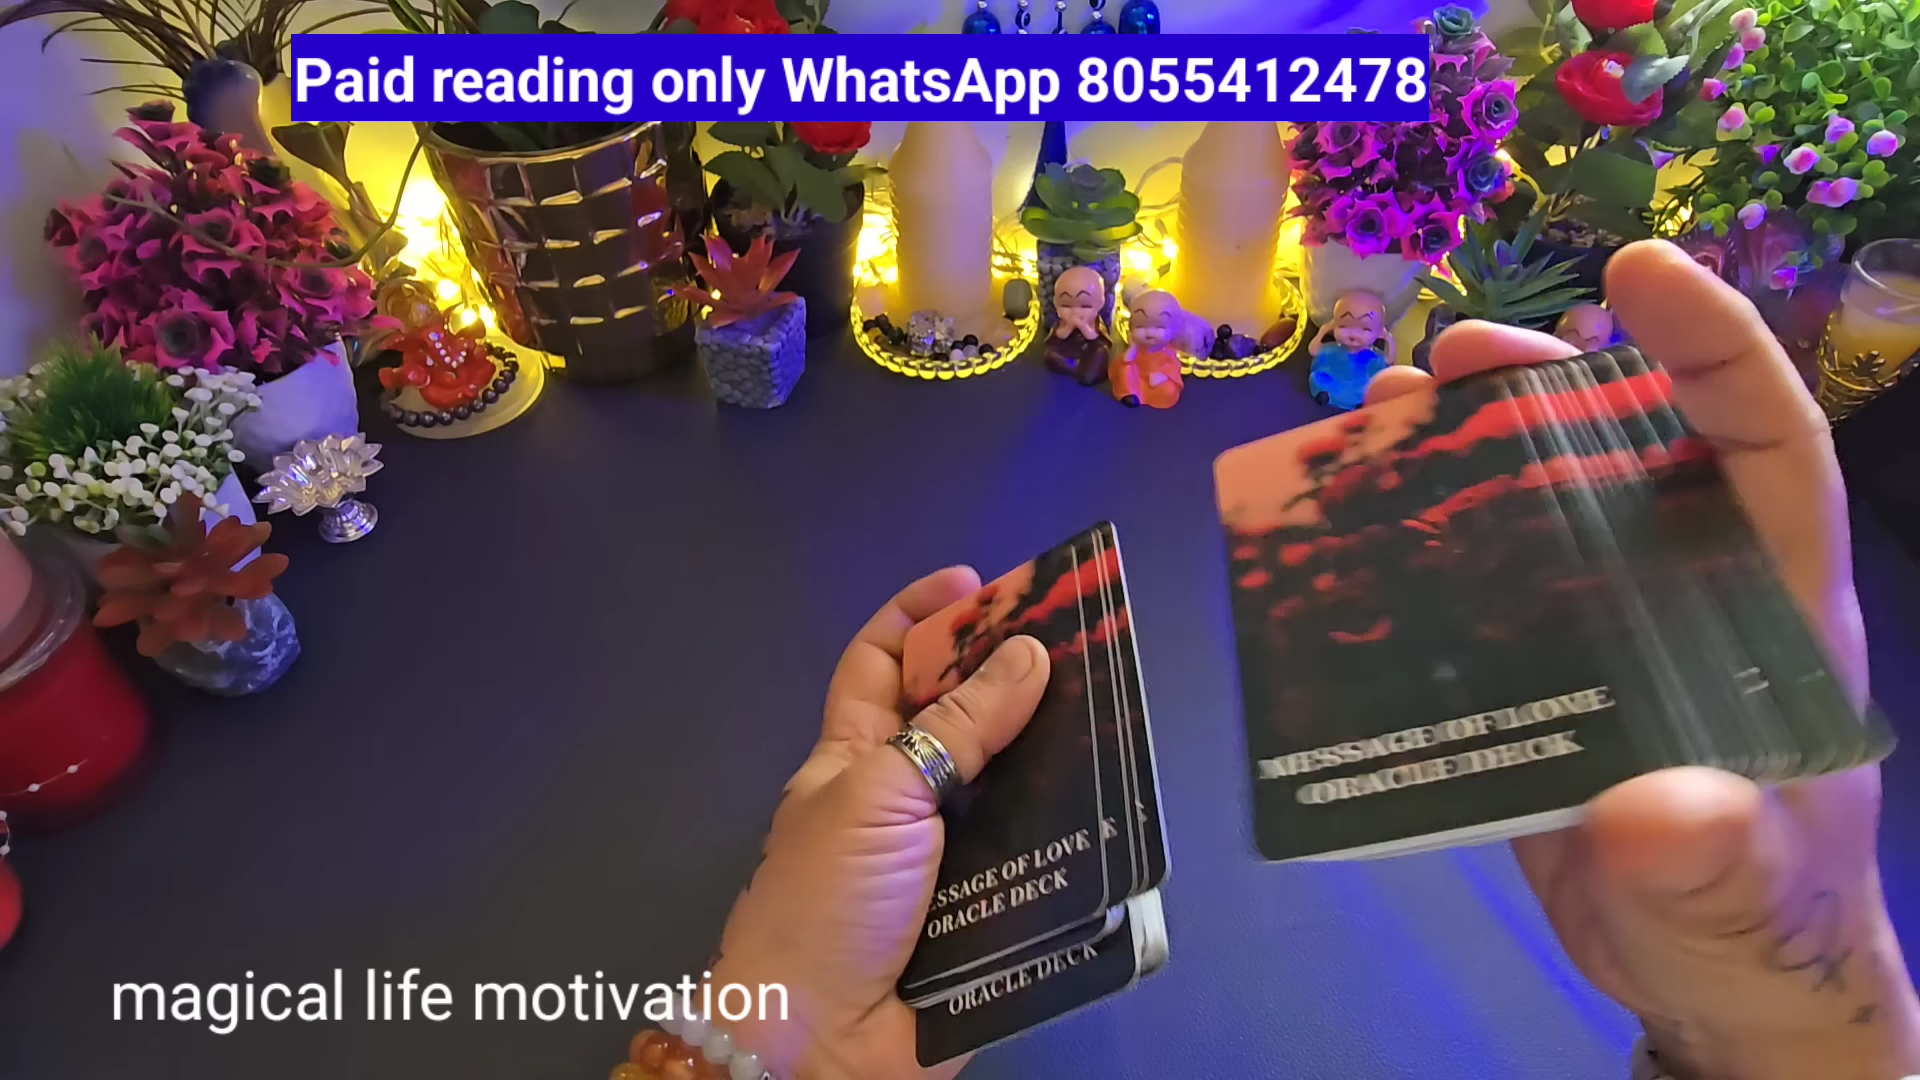 Paid reading only WhatsApp 8055412478
MESSAGE OF LOVE
ORACLE DECK
ESSAGE OF LOVE
ORACLE DECK
ORACLE DECK
magical life motivation